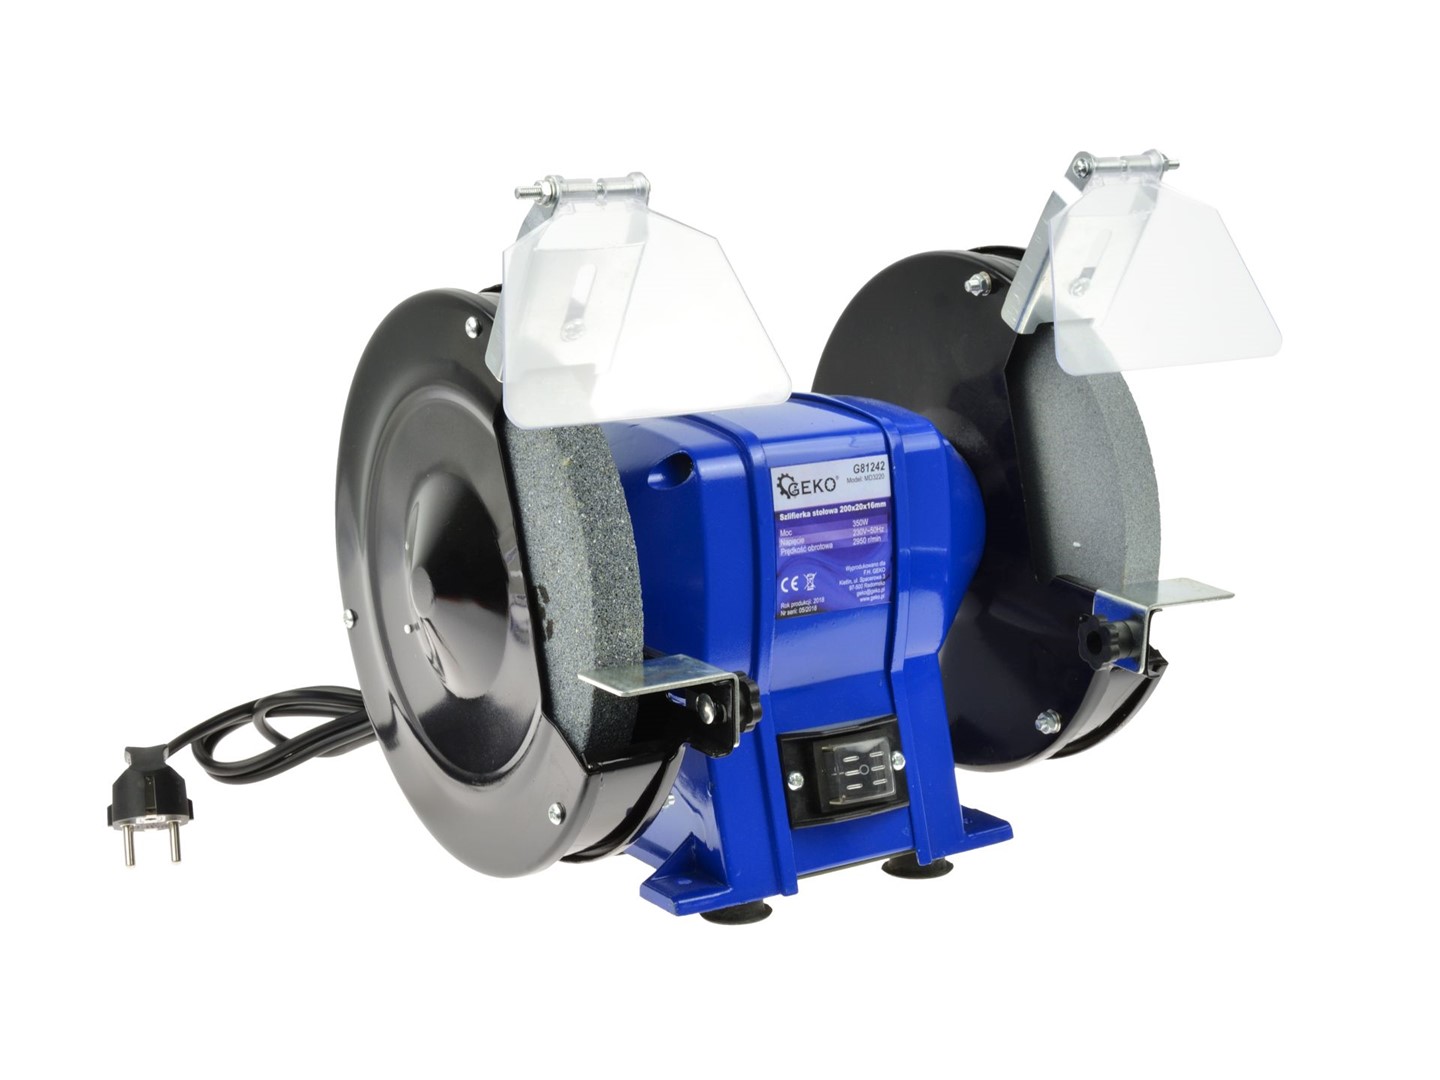 GEKO®
G81242
Model: MD3220
Szlifierka stołowa 200x20x16mm
Moc 350W
Napięcie 230V~50Hz
Prędkość obrotowa 2950 r/min
CE
Wyprodukowano dla
F.H. GEKO
Kietlin, ul. Spacerowa 3
97-500 Radomsko
geko@geko.pl
www.geko.pl
Rok produkcji: 2018
Nr serii: 05/2018